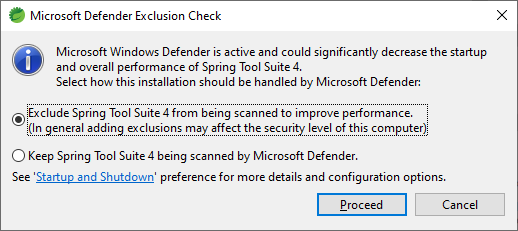 Microsoft Defender Exclusion Check
Microsoft Windows Defender is active and could significantly decrease the startup
and overall performance of Spring Tool Suite 4.
Select how this installation should be handled by Microsoft Defender:
Exclude Spring Tool Suite 4 from being scanned to improve performance.
(In general adding exclusions may affect the security level of this computer)
Keep Spring Tool Suite 4 being scanned by Microsoft Defender.
See 'Startup and Shutdown' preference for more details and configuration options.
Proceed
Cancel